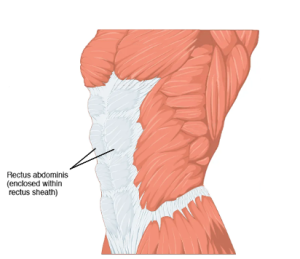 Rectus abdominis
(enclosed within
rectus sheath)